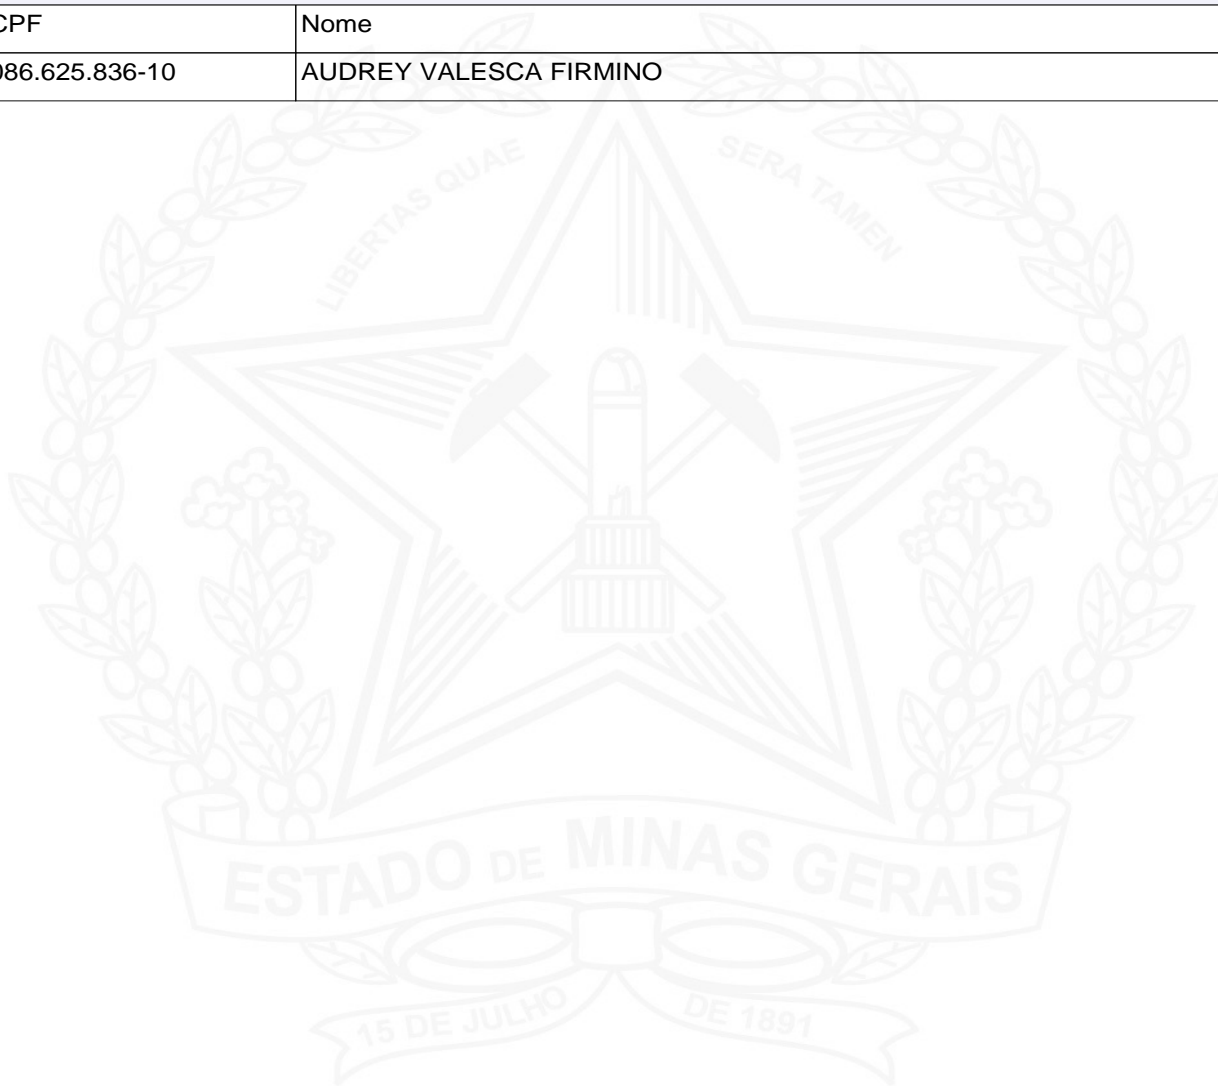 CPF Nome
086.625.836-10 AUDREY VALESCA FIRMINO
LIBERTAS QUAE SERA TAMEN
ESTADO DE MINAS GERAIS
15 DE JULHO DE 1891